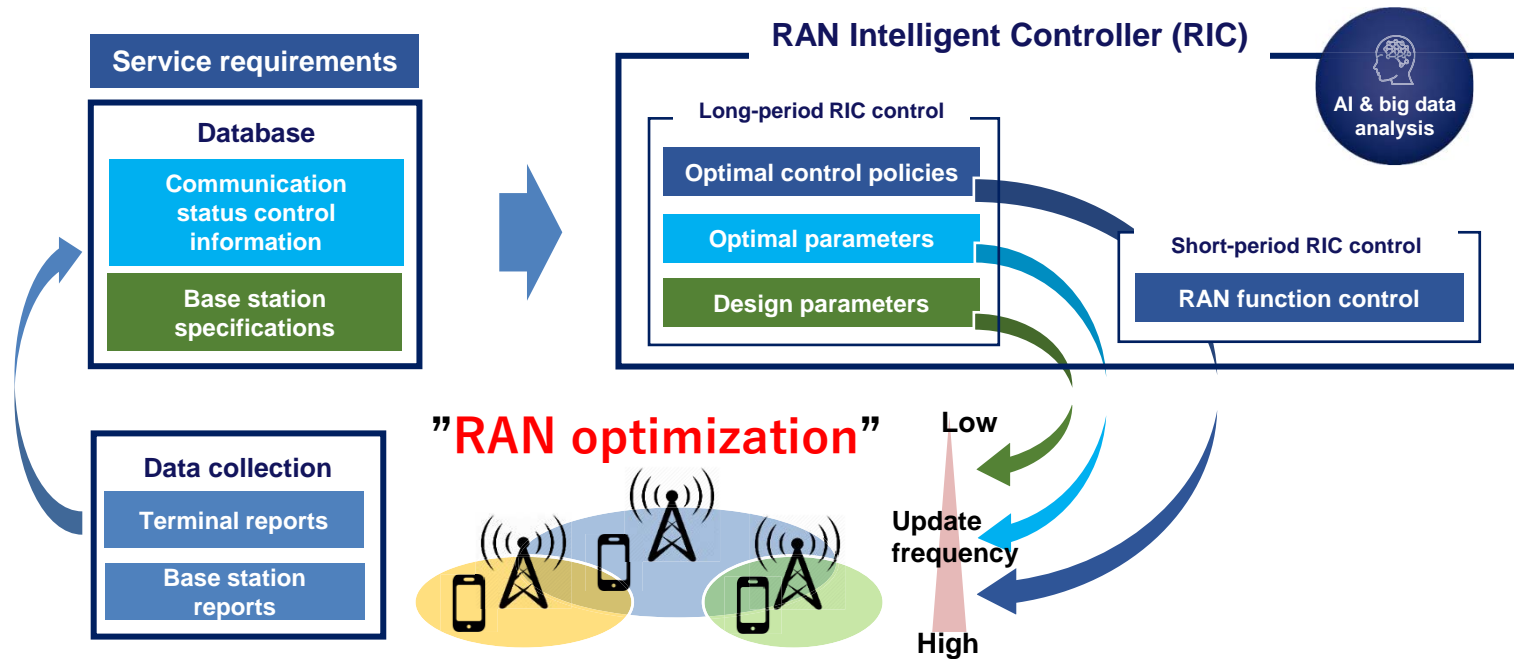 Service requirements
Database
Communication
status control
information
Base station
specifications
Data collection
Terminal reports
Base station
reports
RAN Intelligent Controller (RIC)
AI & big data
analysis
Long-period RIC control
Optimal control policies
Optimal parameters
Design parameters
Short-period RIC control
RAN function control
”RAN optimization”
Low
Update
frequency
High